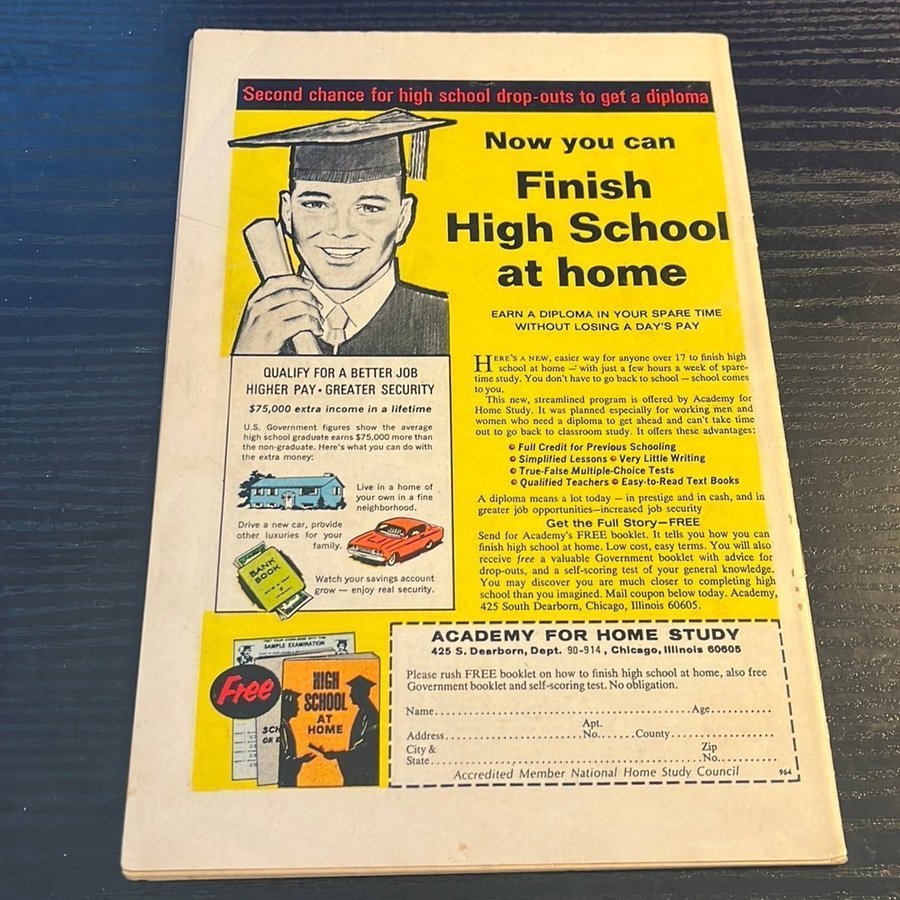 Second chance for high school drop-outs to get a diploma
Now you can
Finish
High School
at home
EARN A DIPLOMA IN YOUR SPARE TIME
WITHOUT LOSING A DAY'S PAY
QUALIFY FOR A BETTER JOB
HIGHER PAY • GREATER SECURITY
$75,000 extra income in a lifetime
U.S. Government figures show the average
high school graduate earns $75,000 more than
the non-graduate. Here's what you can do with
the extra money:
Live in a home of
your own in a fine
neighborhood.
Drive a new car, provide
other luxuries for your
family.
BANK
BOOK
Watch your savings account
grow — enjoy real security.
HERE'S A NEW, easier way for anyone over 17 to finish high
school at home — with just a few hours a week of spare-
time study. You don't have to go back to school — school comes
to you.
This new, streamlined program is offered by Academy for
Home Study. It was planned especially for working men and
women who need a diploma to get ahead and can't take time
out to go back to classroom study. It offers these advantages:
• Full Credit for Previous Schooling
• Simplified Lessons • Very Little Writing
• True-False Multiple-Choice Tests
• Qualified Teachers • Easy-to-Read Text Books
A diploma means a lot today — in prestige and in cash, and in
greater job opportunities—increased job security
Get the Full Story—FREE
Send for Academy's FREE booklet. It tells you how you can
finish high school at home. Low cost, easy terms. You will also
receive free a valuable Government booklet with advice for
drop-outs, and a self-scoring test of your general knowledge.
You may discover you are much closer to completing high
school than you imagined. Mail coupon below today. Academy,
425 South Dearborn, Chicago, Illinois 60605.
TEST YOUR KNOWLEDGE WITH THIS
SAMPLE EXAMINATION
Free
SCH
OR E
HIGH
SCHOOL
AT
HOME
ACADEMY FOR HOME STUDY
425 S. Dearborn, Dept. 90-914, Chicago, Illinois 60605
Please rush FREE booklet on how to finish high school at home, also free
Government booklet and self-scoring test. No obligation.
Name Age
Apt.
Address No. County
City & Zip
State No.
Accredited Member National Home Study Council 964